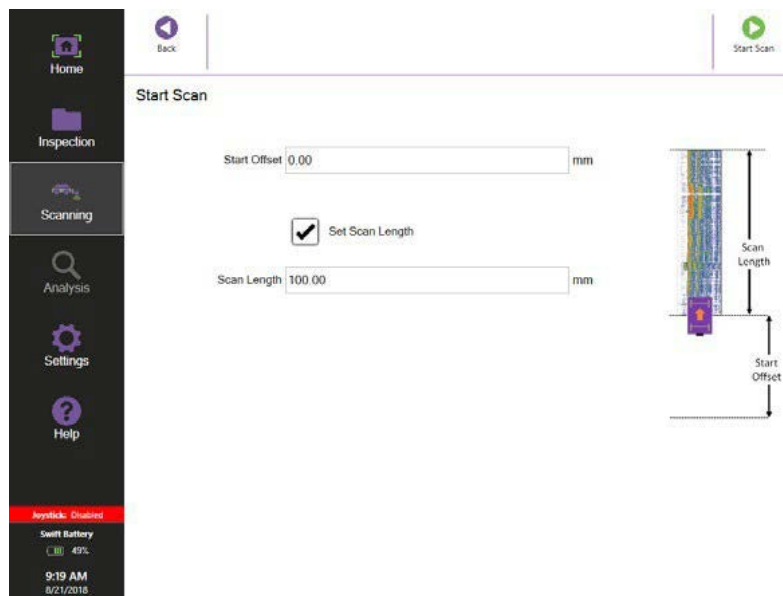 Home
Inspection
Scanning
Analysis
Settings
Help
Joystick: Disabled
Swift Battery
49%
9:19 AM
8/21/2018
Back
Start Scan
Start Scan
Start Offset 0.00 mm
Set Scan Length
Scan Length 100.00 mm
Scan
Length
Start
Offset